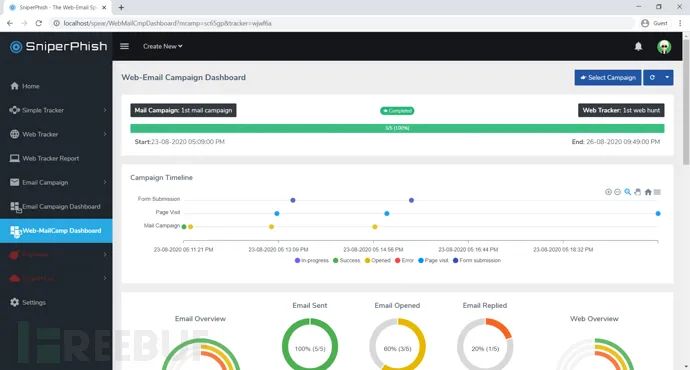 SniperPhish - The Web-Email Sp
localhost/spear/WebMailCmpDashboard?mcamp=sc65gp&tracker=wjwf6a
Guest
SniperPhish
Create New
Home
Simple Tracker
Web Tracker
Web Tracker Report
Email Campaign
Email Campaign Dashboard
Web-MailCamp Dashboard
Settings
Web-Email Campaign Dashboard
Select Campaign
Mail Campaign: 1st mail campaign
Completed
Web Tracker: 1st web hunt
5/5 (100%)
Start:23-08-2020 05:09:00 PM
End: 26-08-2020 09:49:00 PM
Campaign Timeline
Form Submission
Page Visit
Mail Campaign
23-08-2020 05:11:21 PM
23-08-2020 05:13:09 PM
23-08-2020 05:14:56 PM
23-08-2020 05:16:44 PM
23-08-2020 05:18:32 PM
In-progress
Success
Opened
Error
Page visit
Form submission
Email Overview
Email Sent
Email Opened
Email Replied
Web Overview
100% (5/5)
60% (3/5)
20% (1/5)
FREEBUF